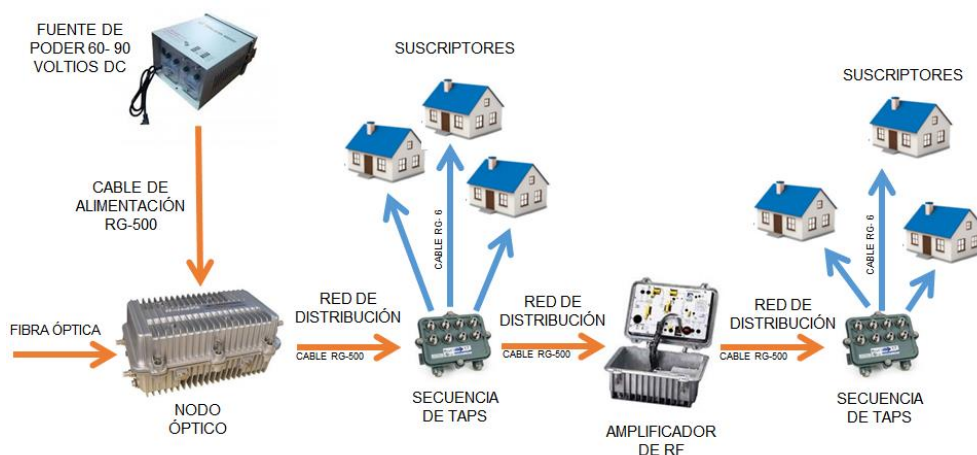 FUENTE DE
PODER 60- 90
VOLTIOS DC
SUSCRIPTORES
SUSCRIPTORES
CABLE DE
ALIMENTACIÓN
RG-500
CABLE RG- 6
CABLE RG- 6
FIBRA ÓPTICA
RED DE
DISTRIBUCIÓN
CABLE RG-500
RED DE
DISTRIBUCIÓN
CABLE RG-500
RED DE
DISTRIBUCIÓN
CABLE RG-500
NODO
ÓPTICO
SECUENCIA
DE TAPS
AMPLIFICADOR
DE RF
SECUENCIA
DE TAPS